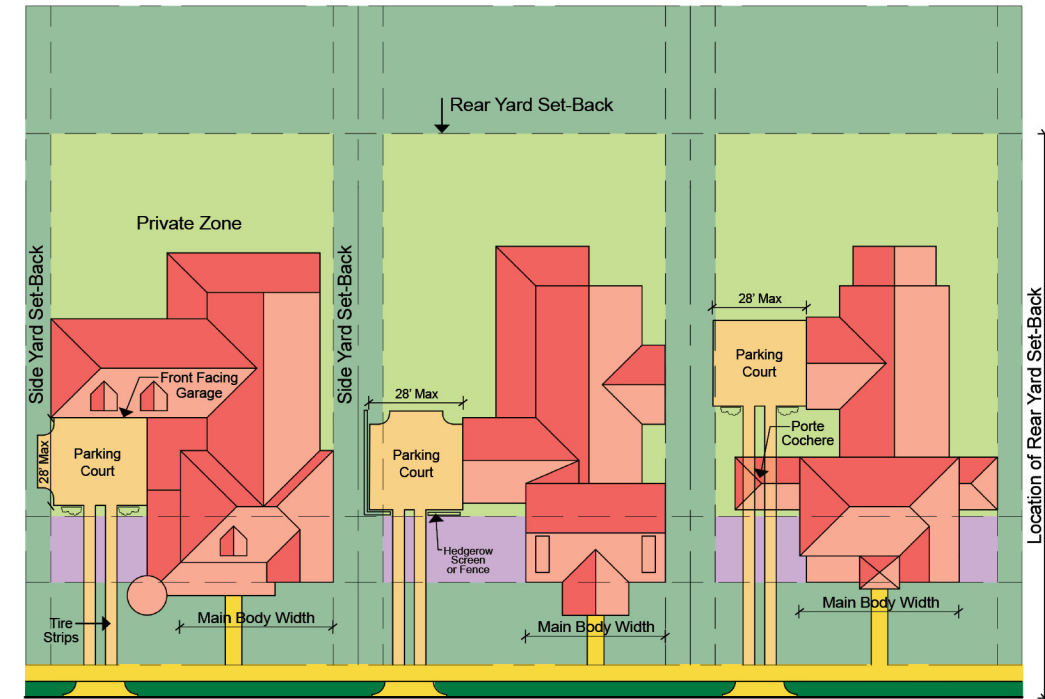 Rear Yard Set-Back
Private Zone
Side Yard Set-Back
Front Facing
Garage
28' Max
Parking
Court
Tire
Strips
Main Body Width
Side Yard Set-Back
28' Max
Parking
Court
Hedgerow
Screen
or Fence
Main Body Width
28' Max
Parking
Court
Porte
Cochere
Main Body Width
Location of Rear Yard Set-Back